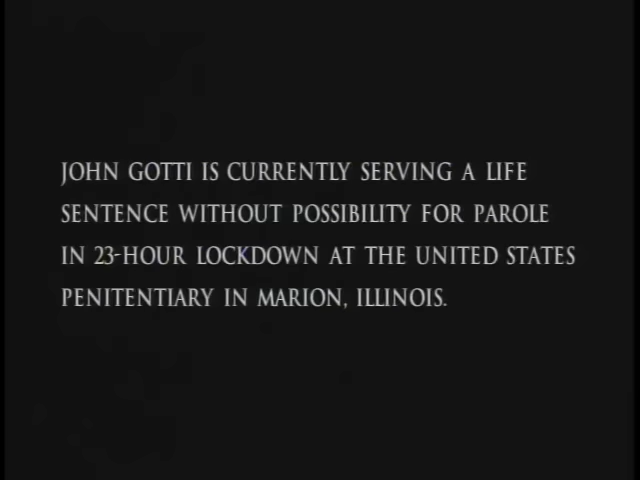 JOHN GOTTI IS CURRENTLY SERVING A LIFE
SENTENCE WITHOUT POSSIBILITY FOR PAROLE
IN 23-HOUR LOCKDOWN AT THE UNITED STATES
PENITENTIARY IN MARION, ILLINOIS.